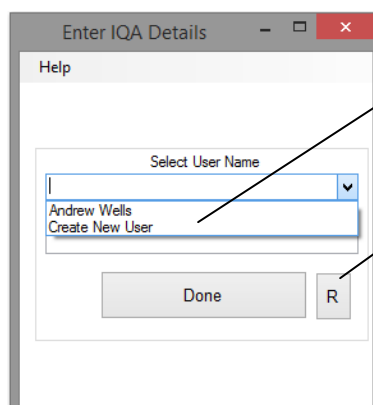 Enter IQA Details
Help
Select User Name
Andrew Wells
Create New User
Done
R